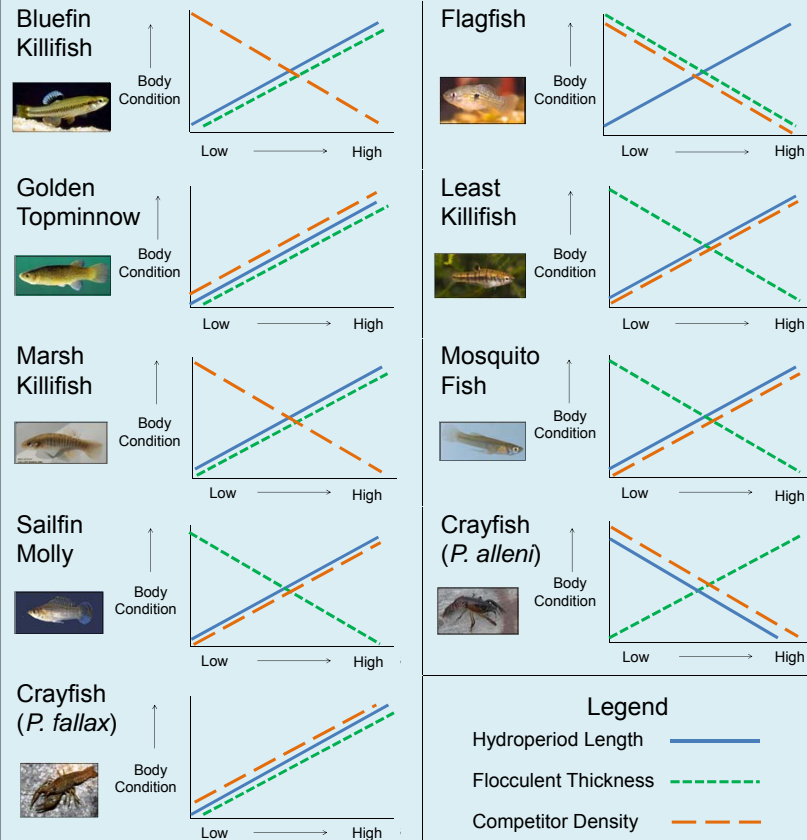 Bluefin
Killifish
Body
Condition
Low
High
Flagfish
Body
Condition
Low
High
Golden
Topminnow
Body
Condition
Low
High
Least
Killifish
Body
Condition
Low
High
Marsh
Killifish
Body
Condition
Low
High
Mosquito
Fish
Body
Condition
Low
High
Sailfin
Molly
Body
Condition
Low
High
Crayfish
(P. alleni)
Body
Condition
Low
High
Crayfish
(P. fallax)
Body
Condition
Low
High
Legend
Hydroperiod Length
Flocculent Thickness
Competitor Density